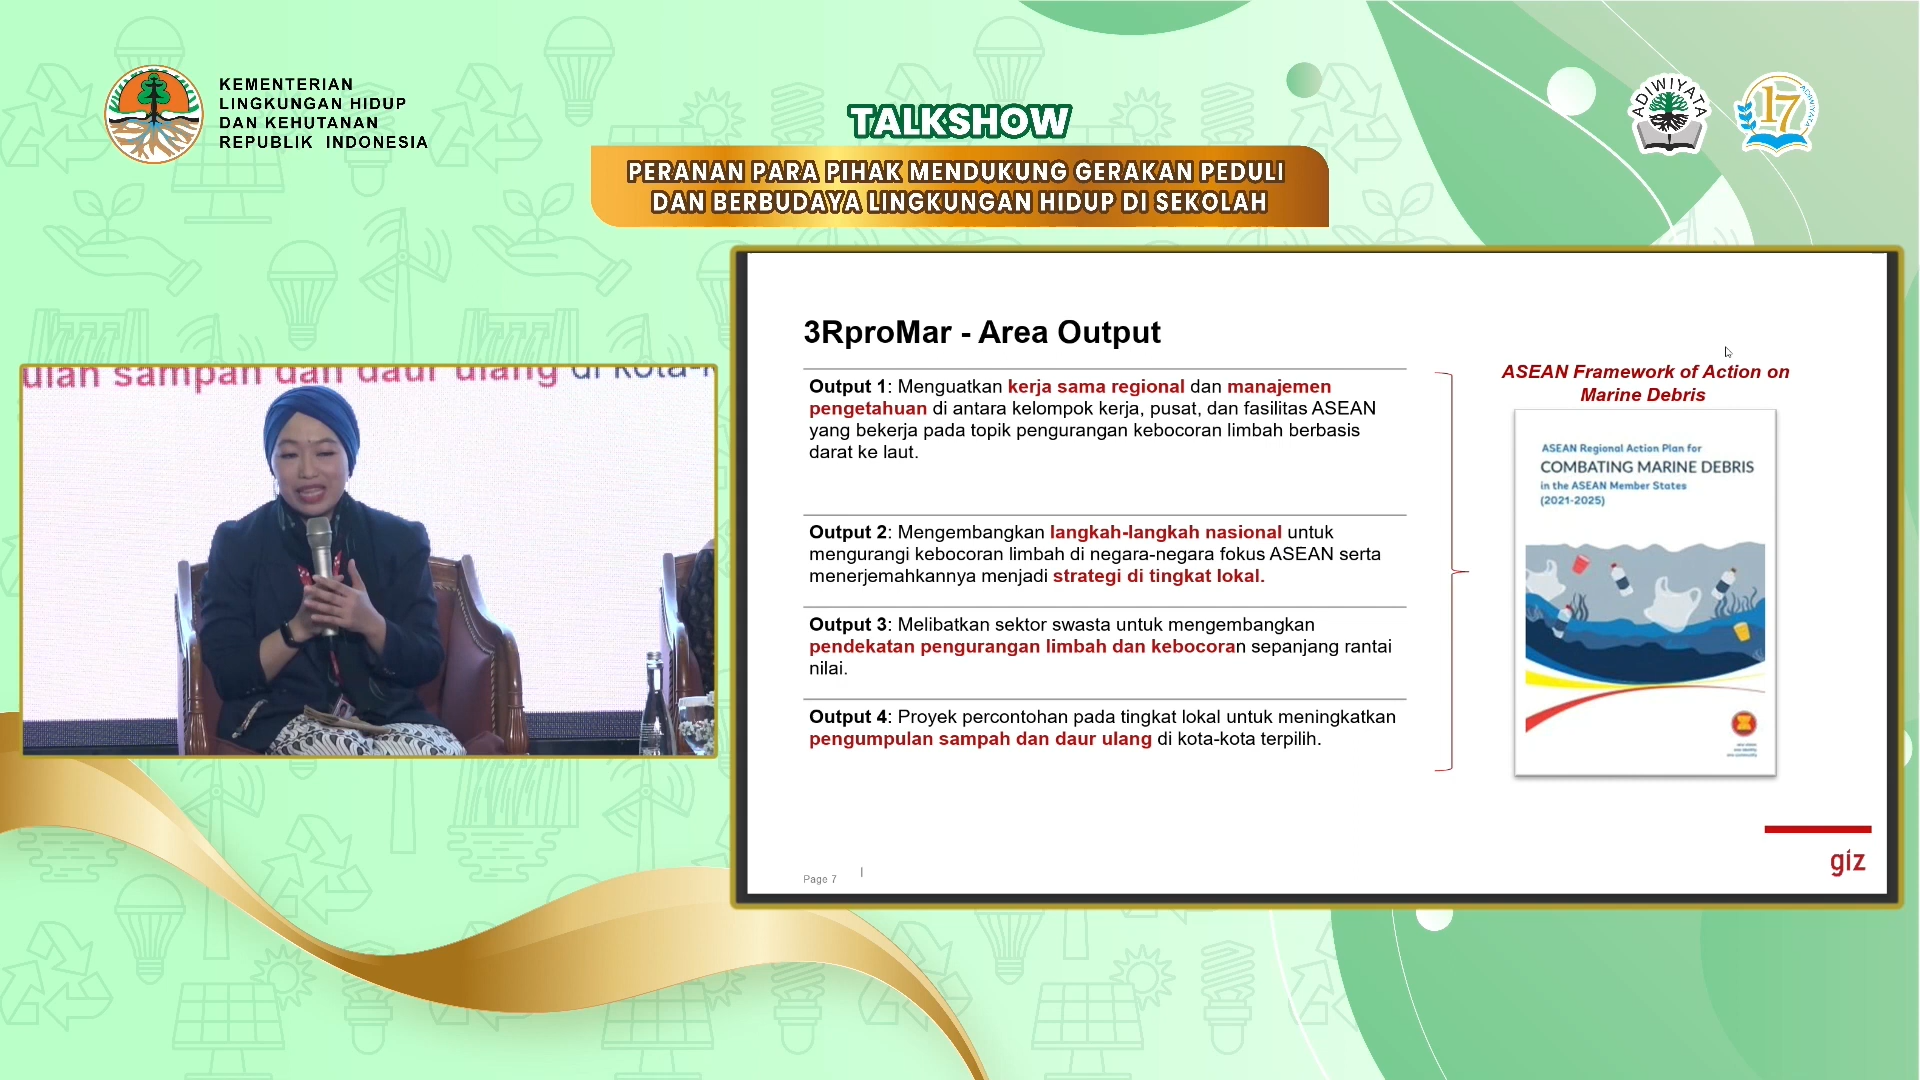 KEMENTERIAN
LINGKUNGAN HIDUP
DAN KEHUTANAN
REPUBLIK INDONESIA
TALKSHOW
PERANAN PARA PIHAK MENDUKUNG GERAKAN PEDULI
DAN BERBUDAYA LINGKUNGAN HIDUP DI SEKOLAH
ADIWIYATA
17
ADIWIYATA
ulan sampah dan daur ulang di kota-k
3RproMar - Area Output
Output 1: Menguatkan kerja sama regional dan manajemen
pengetahuan di antara kelompok kerja, pusat, dan fasilitas ASEAN
yang bekerja pada topik pengurangan kebocoran limbah berbasis
darat ke laut.
Output 2: Mengembangkan langkah-langkah nasional untuk
mengurangi kebocoran limbah di negara-negara fokus ASEAN serta
menerjemahkannya menjadi strategi di tingkat lokal.
Output 3: Melibatkan sektor swasta untuk mengembangkan
pendekatan pengurangan limbah dan kebocoran sepanjang rantai
nilai.
Output 4: Proyek percontohan pada tingkat lokal untuk meningkatkan
pengumpulan sampah dan daur ulang di kota-kota terpilih.
ASEAN Framework of Action on
Marine Debris
ASEAN Regional Action Plan for
COMBATING MARINE DEBRIS
in the ASEAN Member States
(2021-2025)
Page 7
giz